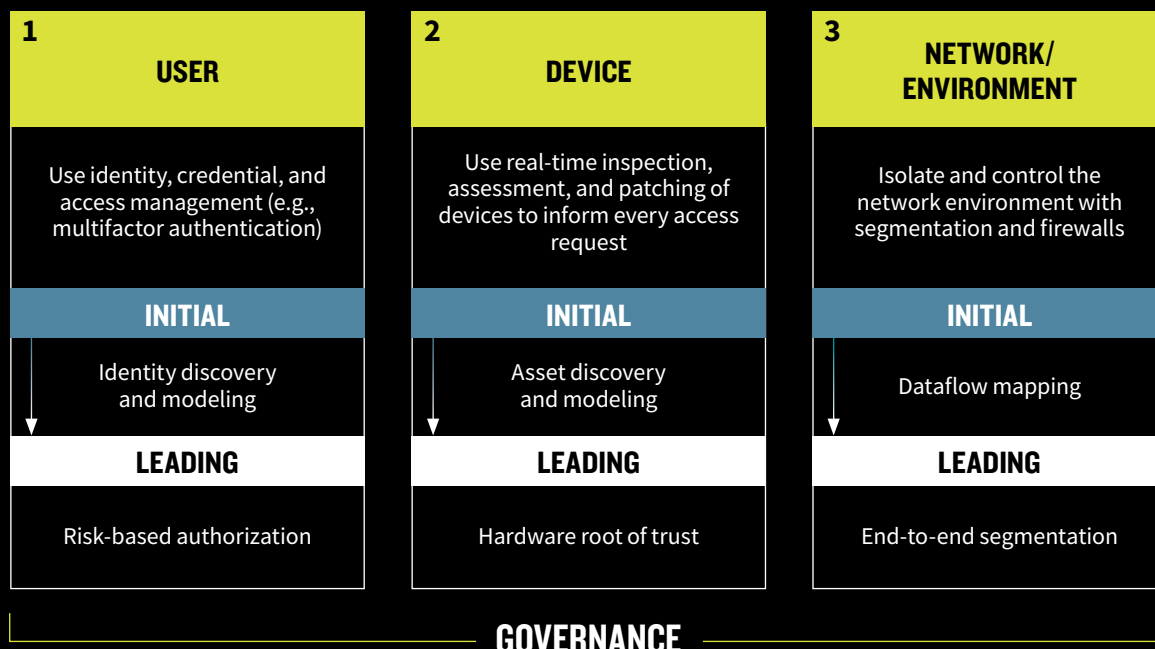 1
USER
Use identity, credential, and
access management (e.g.,
multifactor authentication)
INITIAL
Identity discovery
and modeling
LEADING
Risk-based authorization
2
DEVICE
Use real-time inspection,
assessment, and patching of
devices to inform every access
request
INITIAL
Asset discovery
and modeling
LEADING
Hardware root of trust
3
NETWORK/
ENVIRONMENT
Isolate and control the
network environment with
segmentation and firewalls
INITIAL
Dataflow mapping
LEADING
End-to-end segmentation
GOVERNANCE